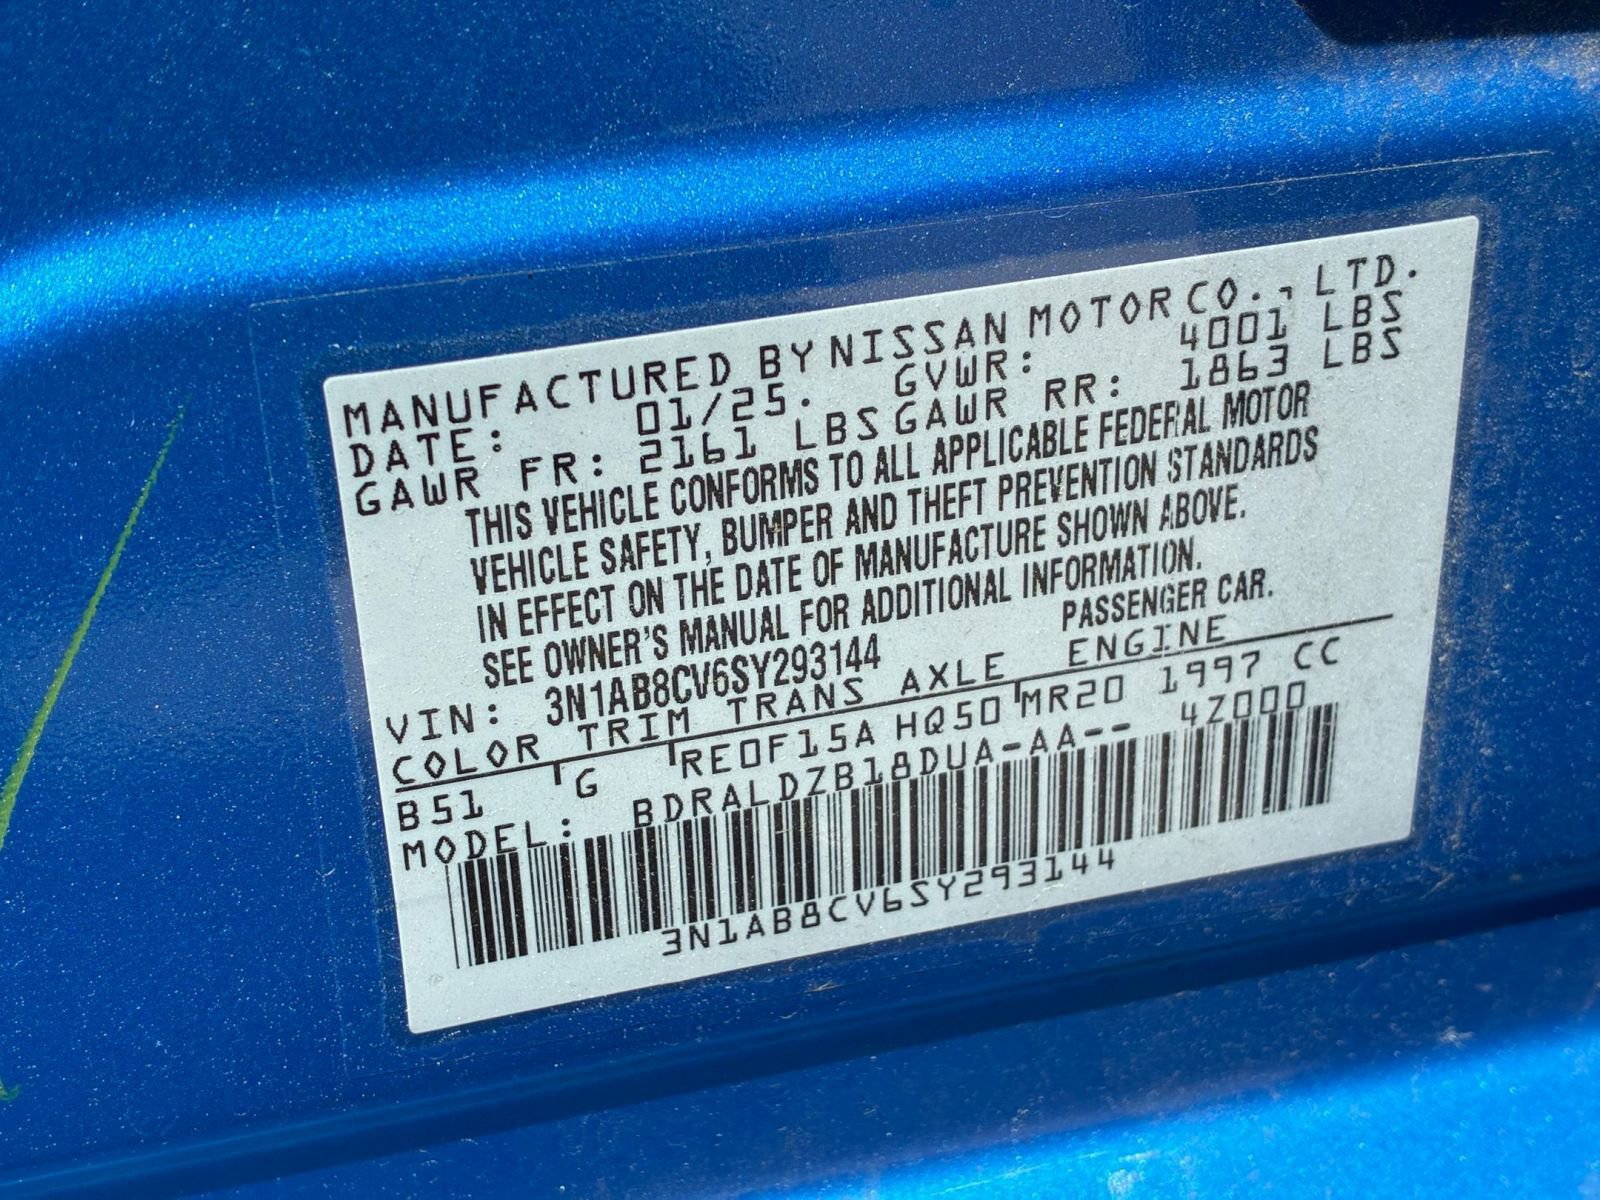 MANUFACTURED BY NISSAN MOTOR CO., LTD.
DATE: 01/25. GVWR: 4001 LBS
GAWR FR: 2161 LBS GAWR RR: 1863 LBS
THIS VEHICLE CONFORMS TO ALL APPLICABLE FEDERAL MOTOR
VEHICLE SAFETY, BUMPER AND THEFT PREVENTION STANDARDS
IN EFFECT ON THE DATE OF MANUFACTURE SHOWN ABOVE.
SEE OWNER'S MANUAL FOR ADDITIONAL INFORMATION.
VIN: 3N1AB8CV6SY293144 PASSENGER CAR.
COLOR TRIM TRANS AXLE ENGINE
B51 G RE0F15A HQ50 MR20 1997 CC
MODEL: BDRALDZB18DUA-AA-- 4Z000
3N1AB8CV6SY293144